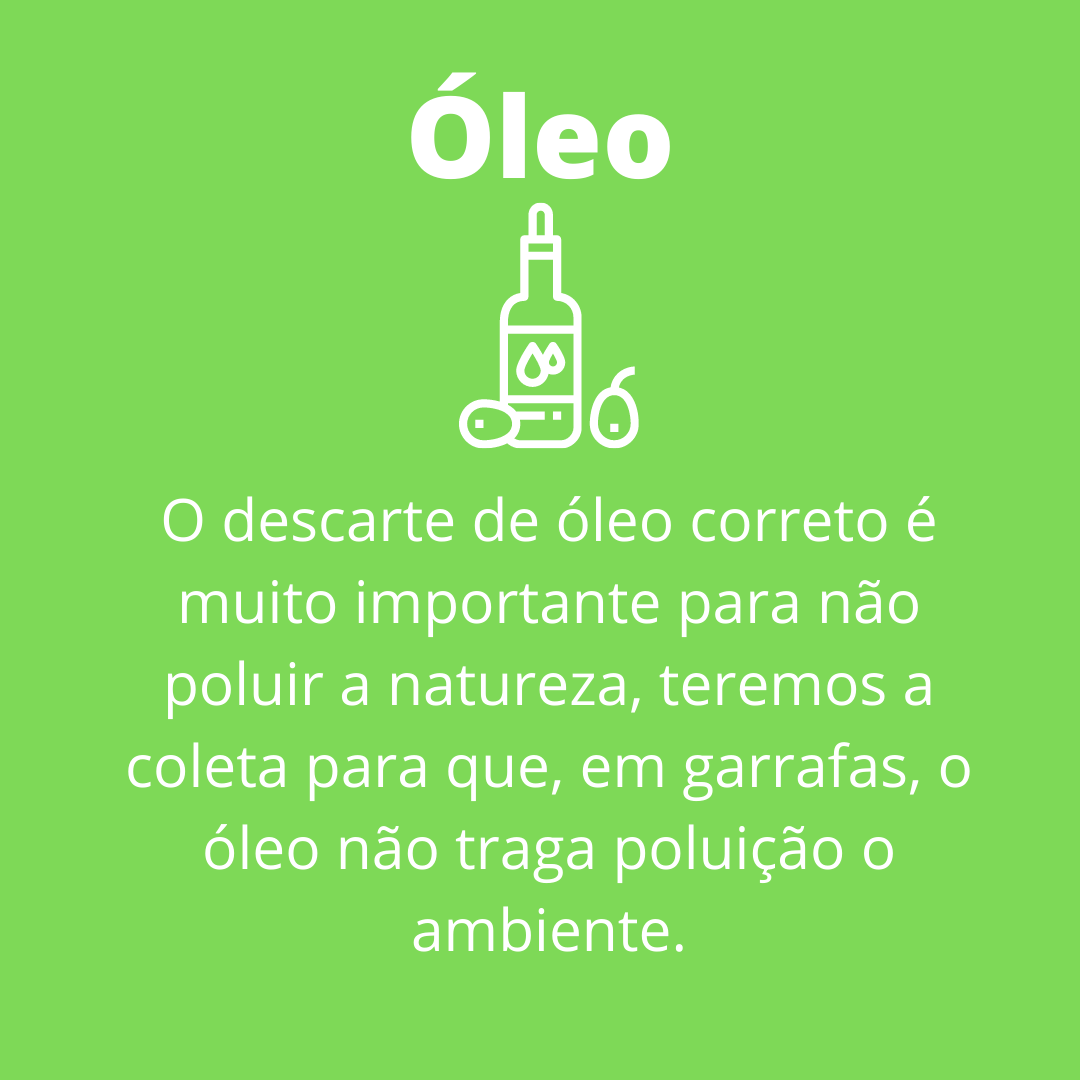 Óleo
O descarte de óleo correto é
muito importante para não
poluir a natureza, teremos a
coleta para que, em garrafas, o
óleo não traga poluição o
ambiente.